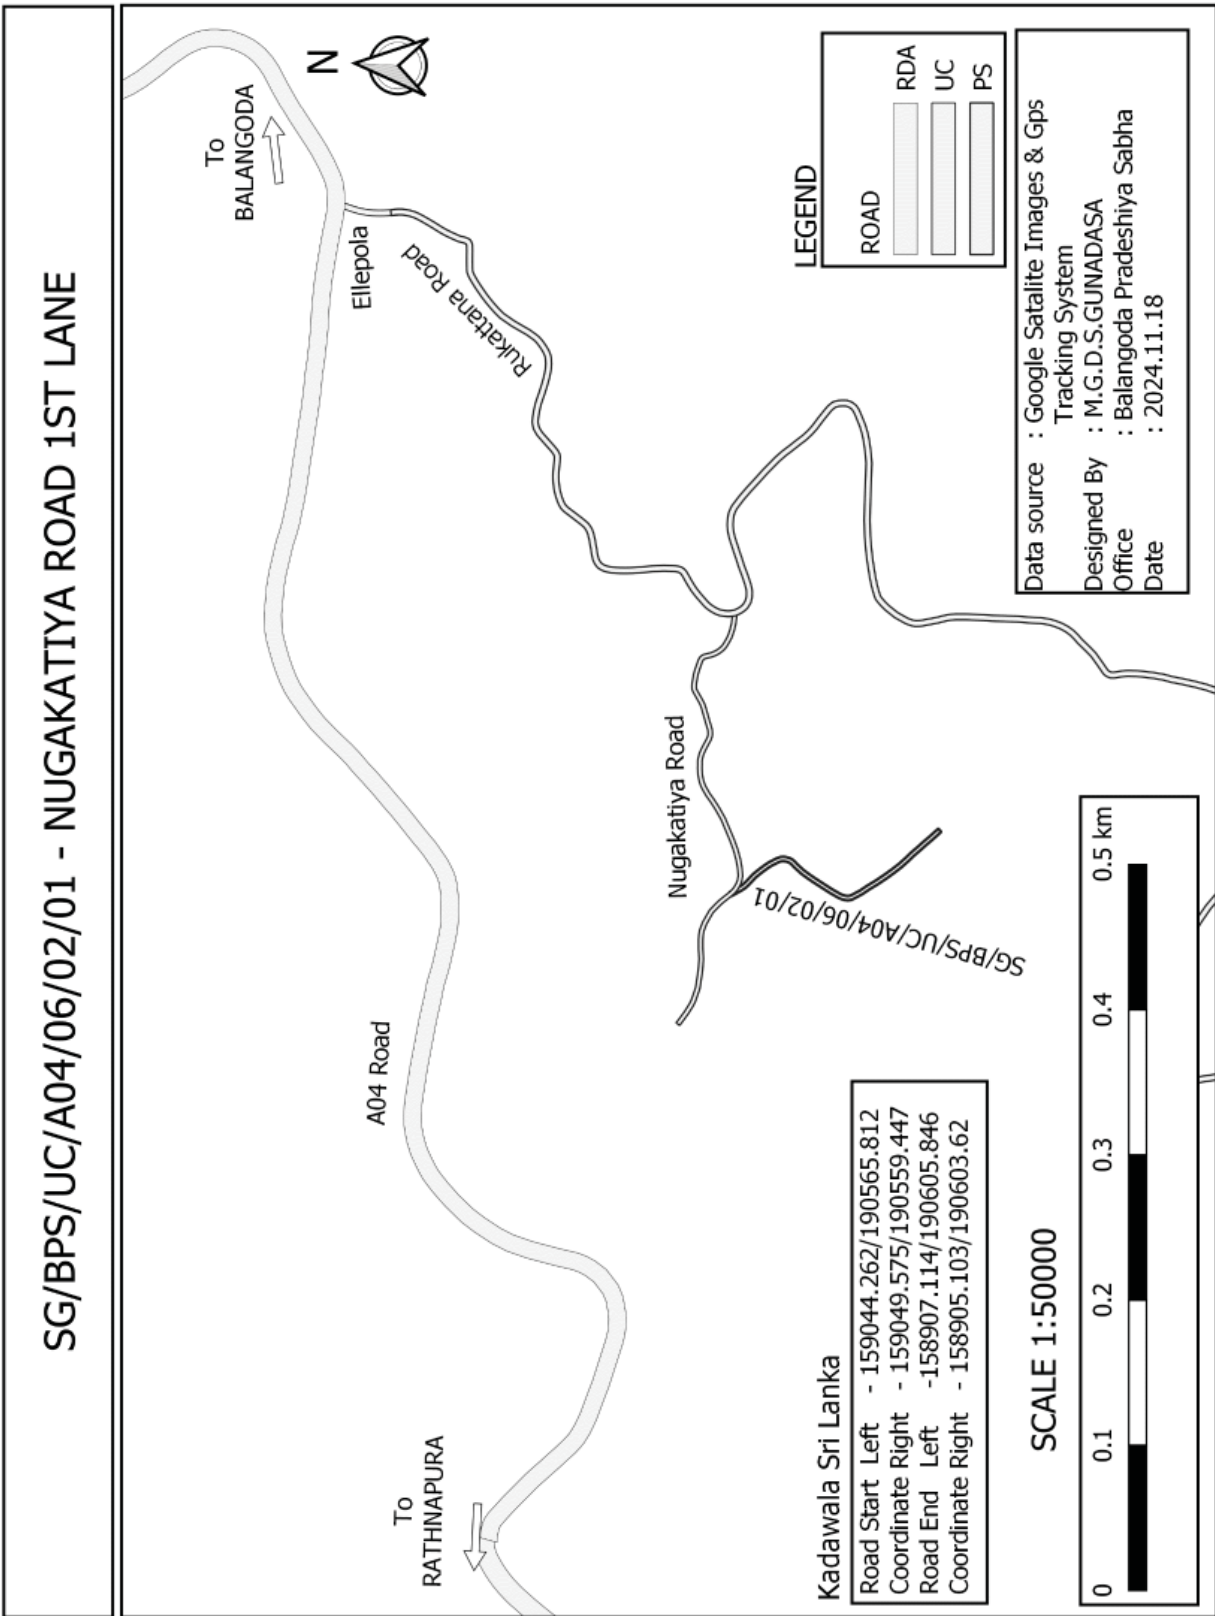 SG/BPS/UC/A04/06/02/01 - NUGAKATIYA ROAD 1ST LANE
N
To
BALANGODA
Ellepola
Rukattana Road
A04 Road
Nugakatiya Road
SG/BPS/UC/A04/06/02/01
To
RATHNAPURA
LEGEND
ROAD
RDA
UC
PS
Kadawala Sri Lanka
Road Start Left - 159044.262/190565.812
Coordinate Right - 159049.575/190559.447
Road End Left -158907.114/190605.846
Coordinate Right - 158905.103/190603.62
Data source : Google Satalite Images & Gps
Tracking System
Designed By : M.G.D.S.GUNADASA
Office : Balangoda Pradeshiya Sabha
Date : 2024.11.18
SCALE 1:50000
0 0.1 0.2 0.3 0.4 0.5 km